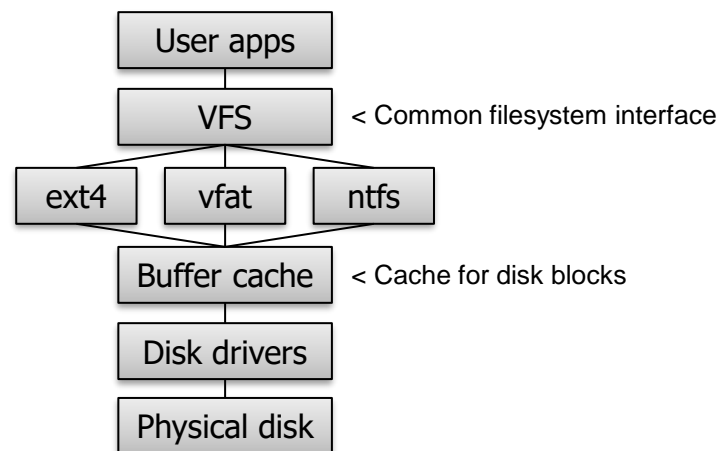 User apps
VFS
< Common filesystem interface
ext4
vfat
ntfs
Buffer cache
< Cache for disk blocks
Disk drivers
Physical disk